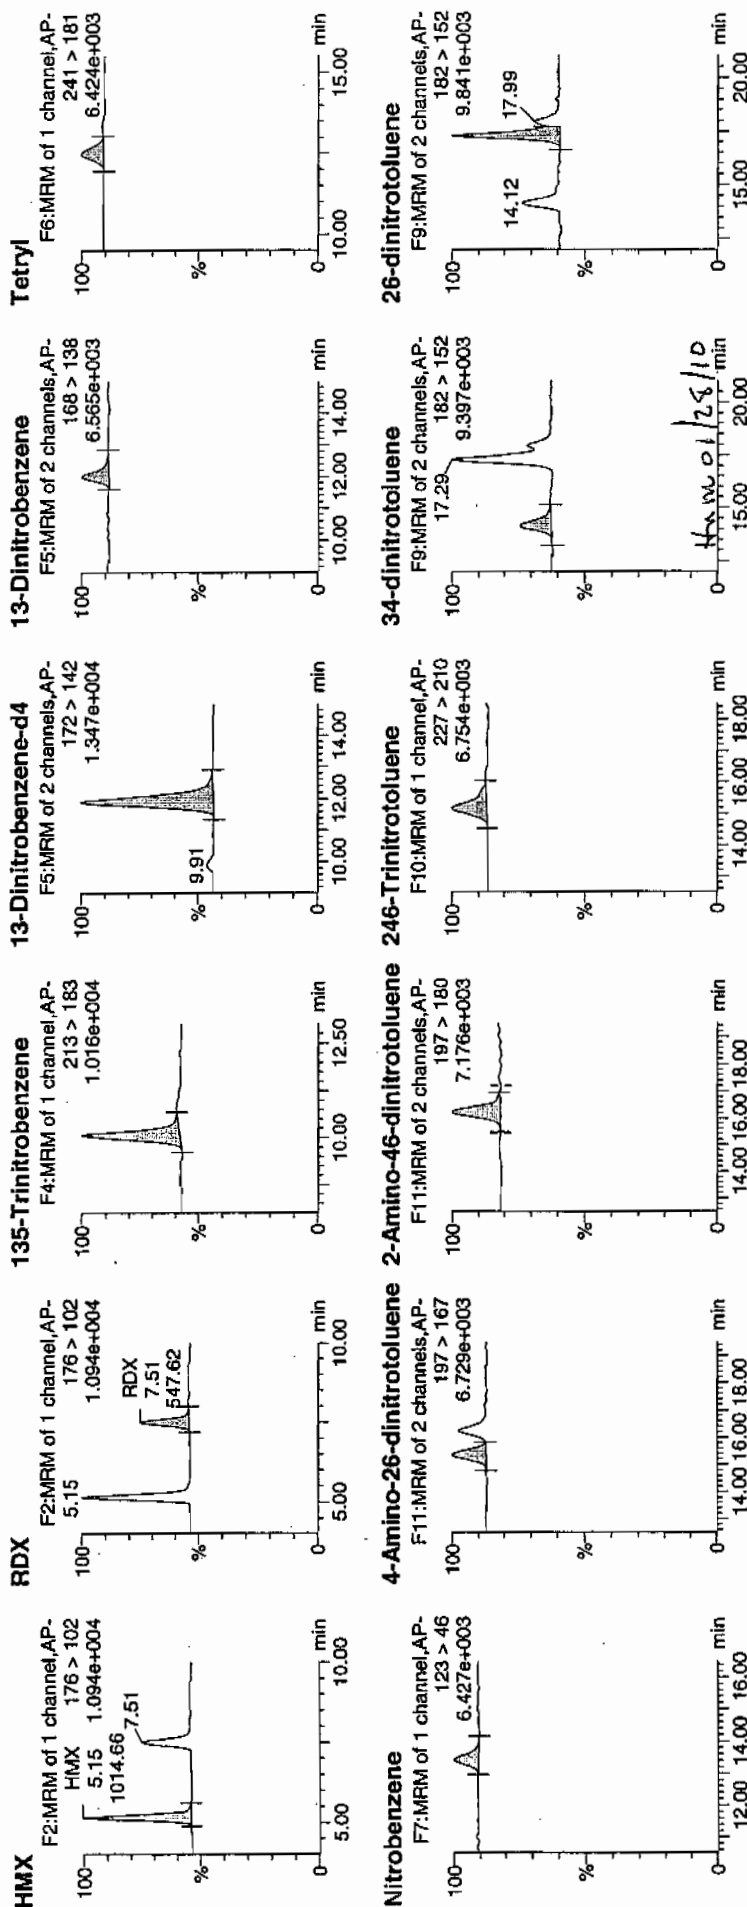 HMX
F2:MRM of 1 channel,AP-
176 > 102
1.094e+004
HMX
5.15
1014.66
7.51
100
%
0
5.00
10.00
min
RDX
F2:MRM of 1 channel,AP-
176 > 102
1.094e+004
5.15
RDX
7.51
547.62
100
%
0
5.00
10.00
min
135-Trinitrobenzene
F4:MRM of 1 channel,AP-
213 > 183
1.016e+004
100
%
0
10.00
12.50
min
13-Dinitrobenzene-d4
F5:MRM of 2 channels,AP-
172 > 142
1.347e+004
9.91
100
%
0
10.00
12.00
14.00
min
13-Dinitrobenzene
F5:MRM of 2 channels,AP-
168 > 138
6.565e+003
100
%
0
10.00
12.00
14.00
min
Tetryl
F6:MRM of 1 channel,AP-
241 > 181
6.424e+003
100
%
0
10.00
15.00
min
Nitrobenzene
F7:MRM of 1 channel,AP-
123 > 46
6.427e+003
100
%
0
12.00
14.00
16.00
min
4-Amino-26-dinitrotoluene
F11:MRM of 2 channels,AP-
197 > 167
6.729e+003
100
%
0
14.00
16.00
18.00
min
2-Amino-46-dinitrotoluene
F11:MRM of 2 channels,AP-
197 > 180
7.176e+003
100
%
0
14.00
16.00
18.00
min
246-Trinitrotoluene
F10:MRM of 1 channel,AP-
227 > 210
6.754e+003
100
%
0
14.00
16.00
18.00
min
34-dinitrotoluene
F9:MRM of 2 channels,AP-
182 > 152
9.397e+003
17.29
100
%
0
15.00
20.00
min
01/28/10
26-dinitrotoluene
F9:MRM of 2 channels,AP-
182 > 152
9.841e+003
14.12
17.99
100
%
0
15.00
20.00
min